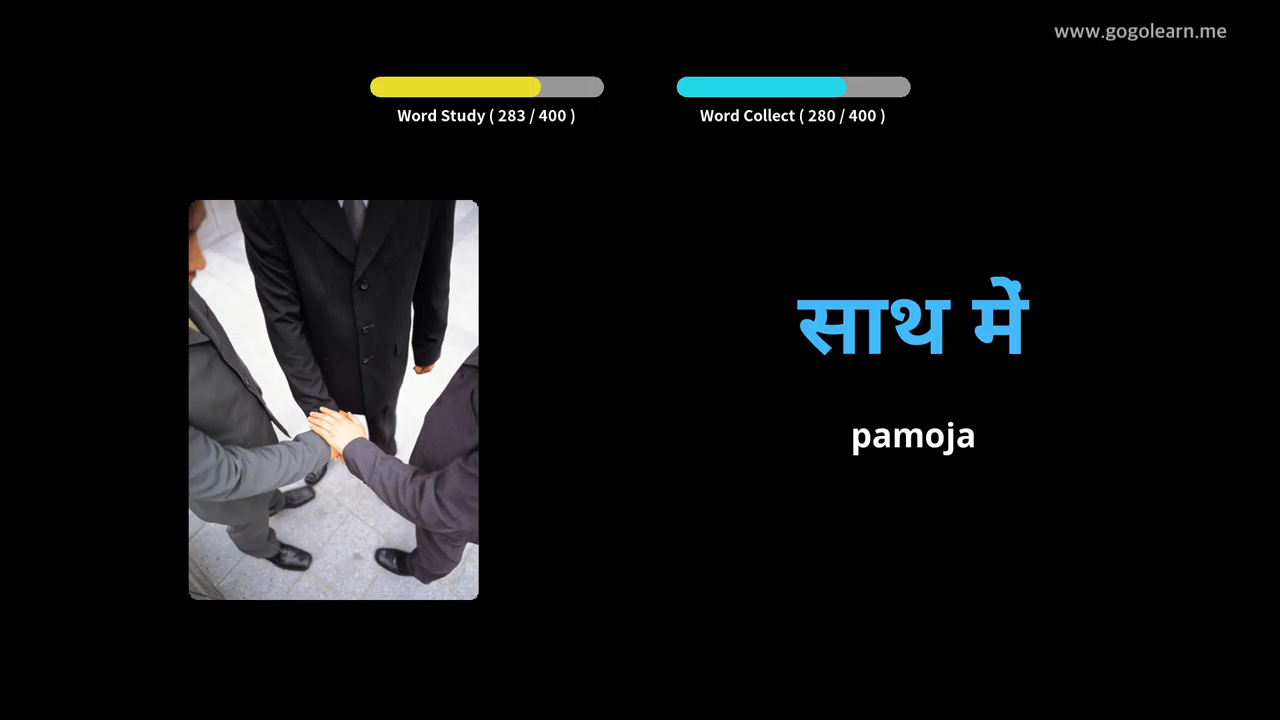 www.gogolearn.me
Word Study ( 283 / 400 )
Word Collect ( 280 / 400 )
साथ में
pamoja